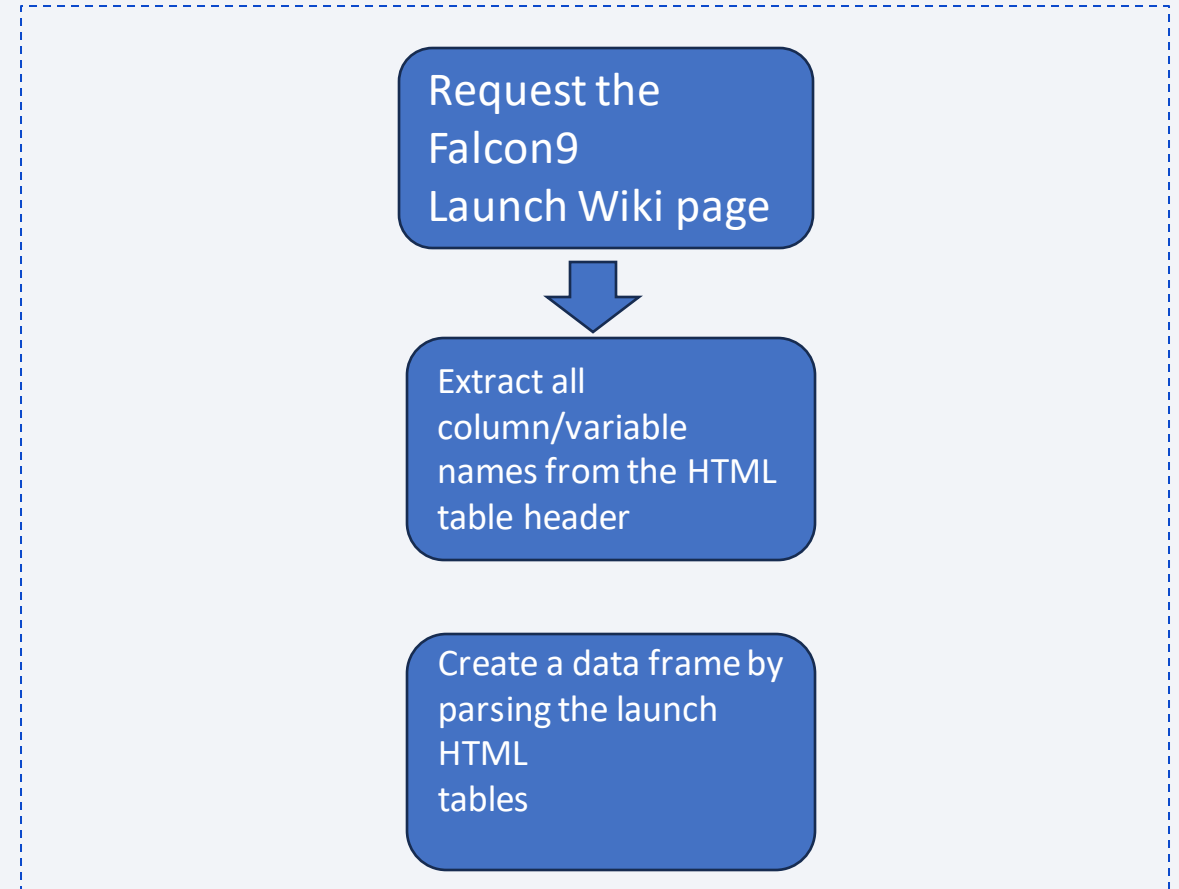 Request the
Falcon9
Launch Wiki page
Extract all
column/variable
names from the HTML
table header
Create a data frame by
parsing the launch
HTML
tables